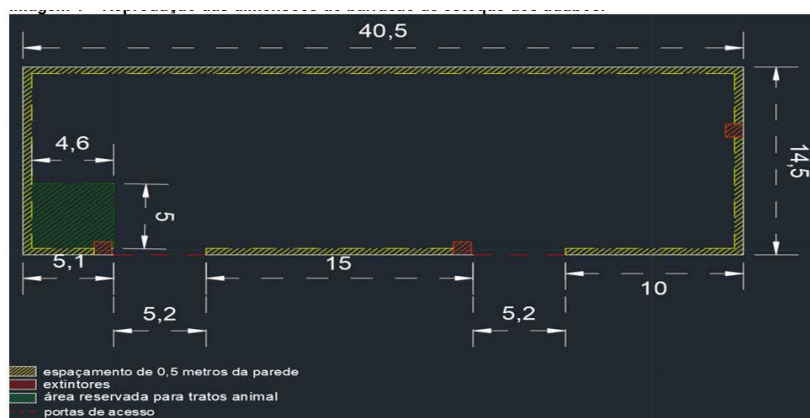 40,5
4,6
14,5
5
5,1
15
10
5,2
5,2
espaçamento de 0,5 metros da parede
extintores
área reservada para tratos animal
portas de acesso